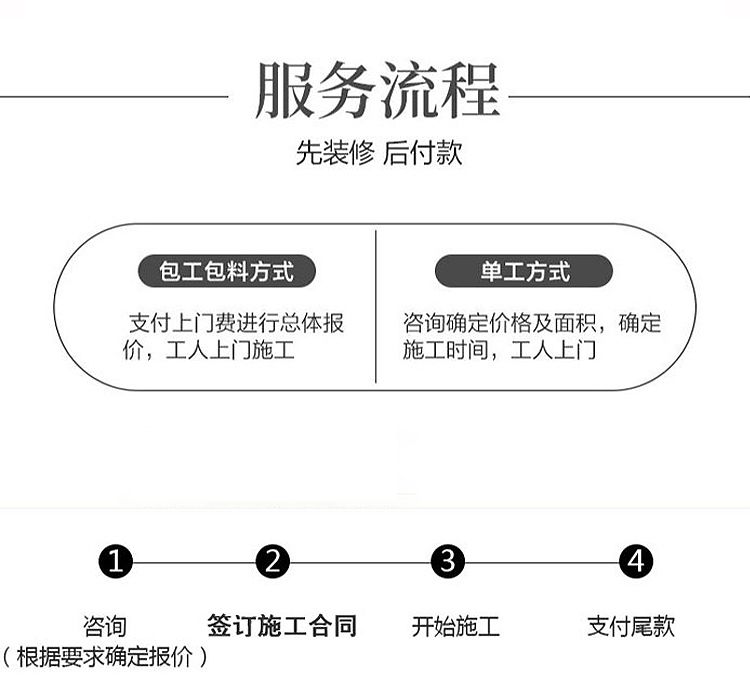 服务流程
先装修 后付款
包工包料方式
支付上门费进行总体报
价，工人上门施工
单工方式
咨询确定价格及面积，确定
施工时间，工人上门
1 2 3 4
咨询 签订施工合同 开始施工 支付尾款
（根据要求确定报价）